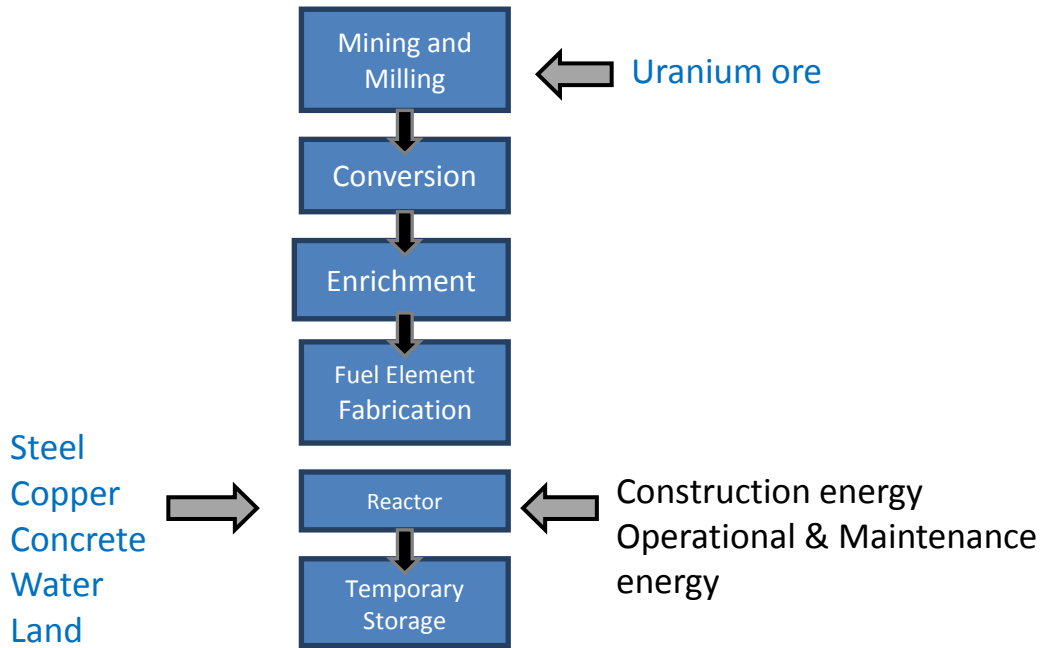 Mining and
Milling
Uranium ore
Conversion
Enrichment
Fuel Element
Fabrication
Steel
Copper
Concrete
Water
Land
Reactor
Construction energy
Operational & Maintenance
energy
Temporary
Storage